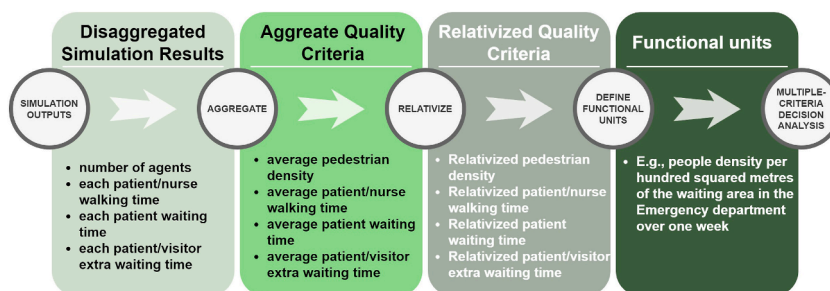 Disaggregated
Simulation Results
Aggreate Quality
Criteria
Relativized Quality
Criteria
Functional units
SIMULATION
OUTPUTS
AGGREGATE
RELATIVIZE
DEFINE
FUNCTIONAL
UNITS
MULTIPLE-
CRITERIA
DECISION
ANALYSIS
• number of agents
• each patient/nurse
walking time
• each patient waiting
time
• each patient/visitor
extra waiting time
• average pedestrian
density
• average patient/nurse
walking time
• average patient waiting
time
• average patient/visitor
extra waiting time
• Relativized pedestrian
density
• Relativized patient/nurse
walking time
• Relativized patient
waiting time
• Relativized patient/visitor
extra waiting time
• E.g., people density per
hundred squared metres
of the waiting area in the
Emergency department
over one week